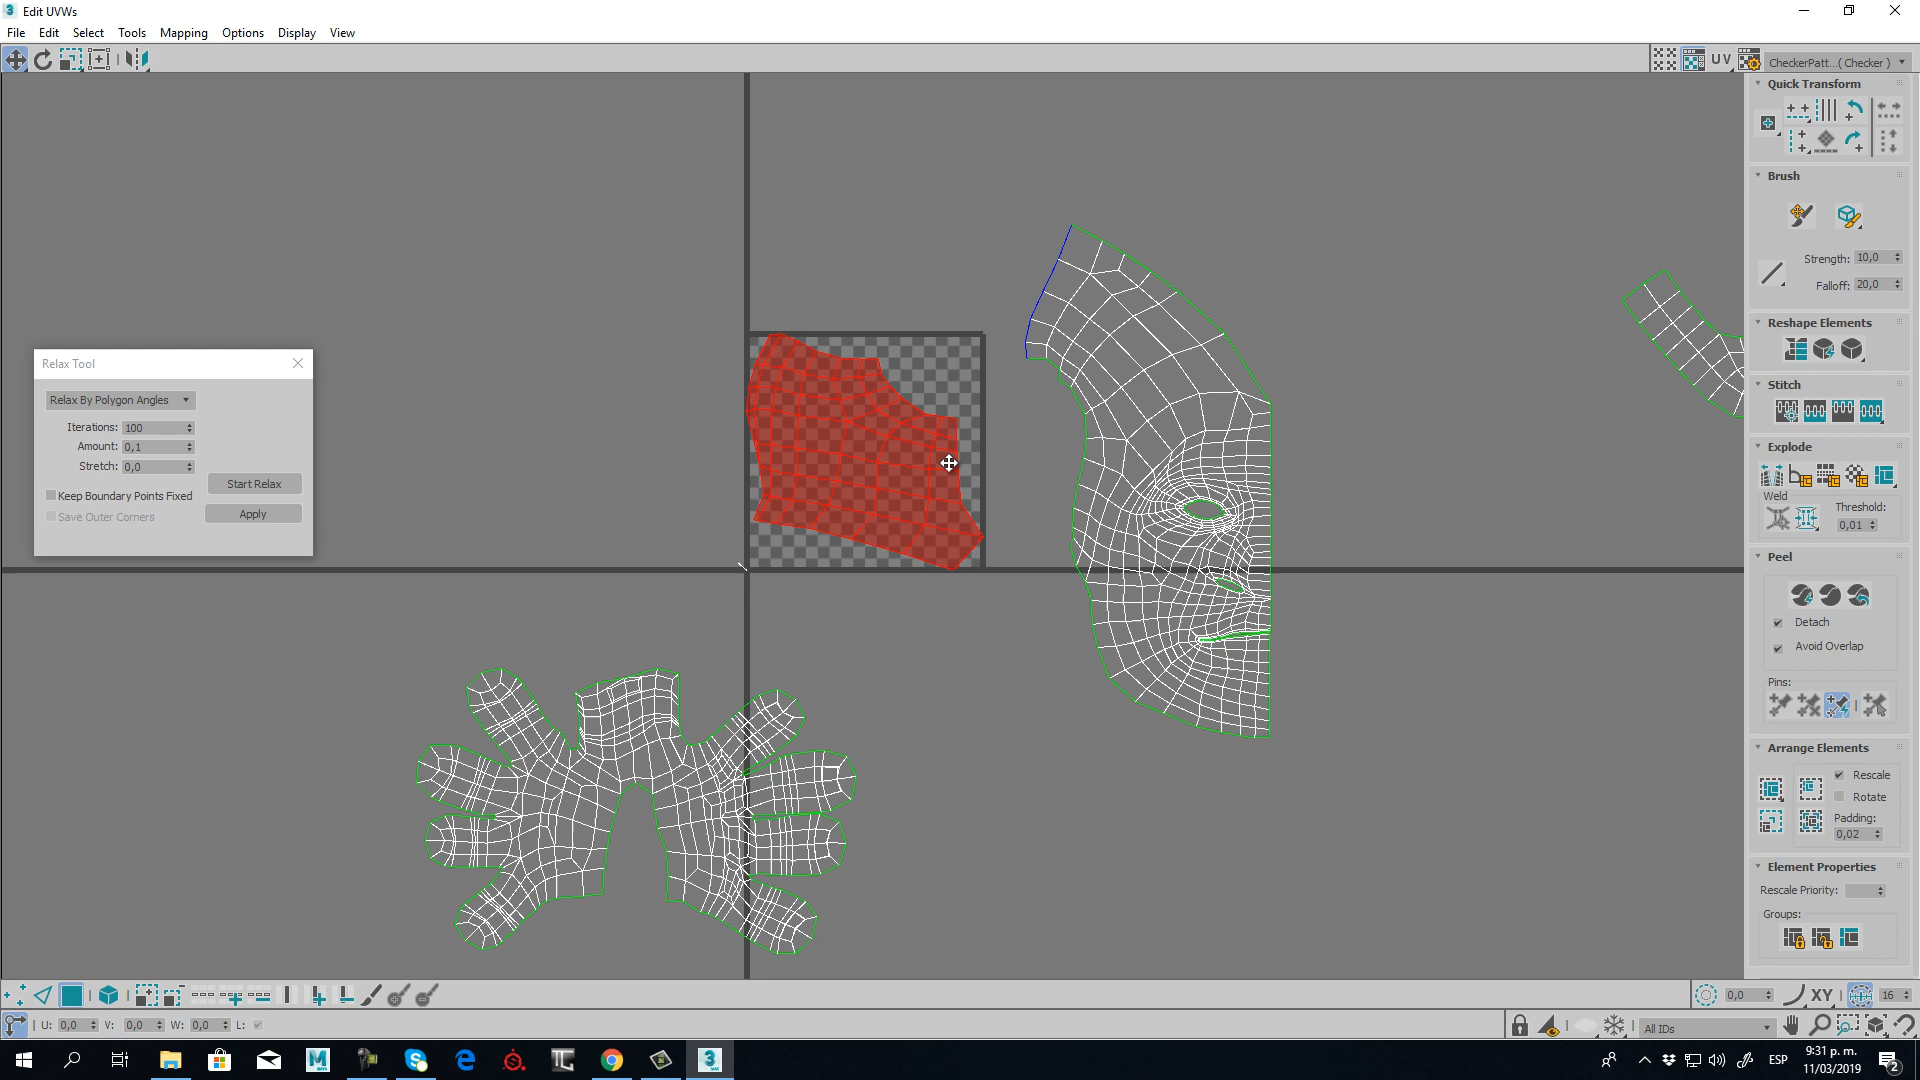 Edit UVWs
File Edit Select Tools Mapping Options Display View
UV CheckerPatt...( Checker )
Quick Transform
Brush
Strength: 10,0
Falloff: 20,0
Reshape Elements
Stitch
Explode
Weld
Threshold:
0,01
Peel
Detach
Avoid Overlap
Pins:
Arrange Elements
Rescale
Rotate
Padding:
0,02
Element Properties
Rescale Priority:
Groups:
Relax Tool
Relax By Polygon Angles
Iterations: 100
Amount: 0,1
Stretch: 0,0
Start Relax
Keep Boundary Points Fixed
Apply
Save Outer Corners
0,0 XY 16
U: 0,0 V: 0,0 W: 0,0 L:
All IDs
ESP
9:31 p. m.
11/03/2019
2